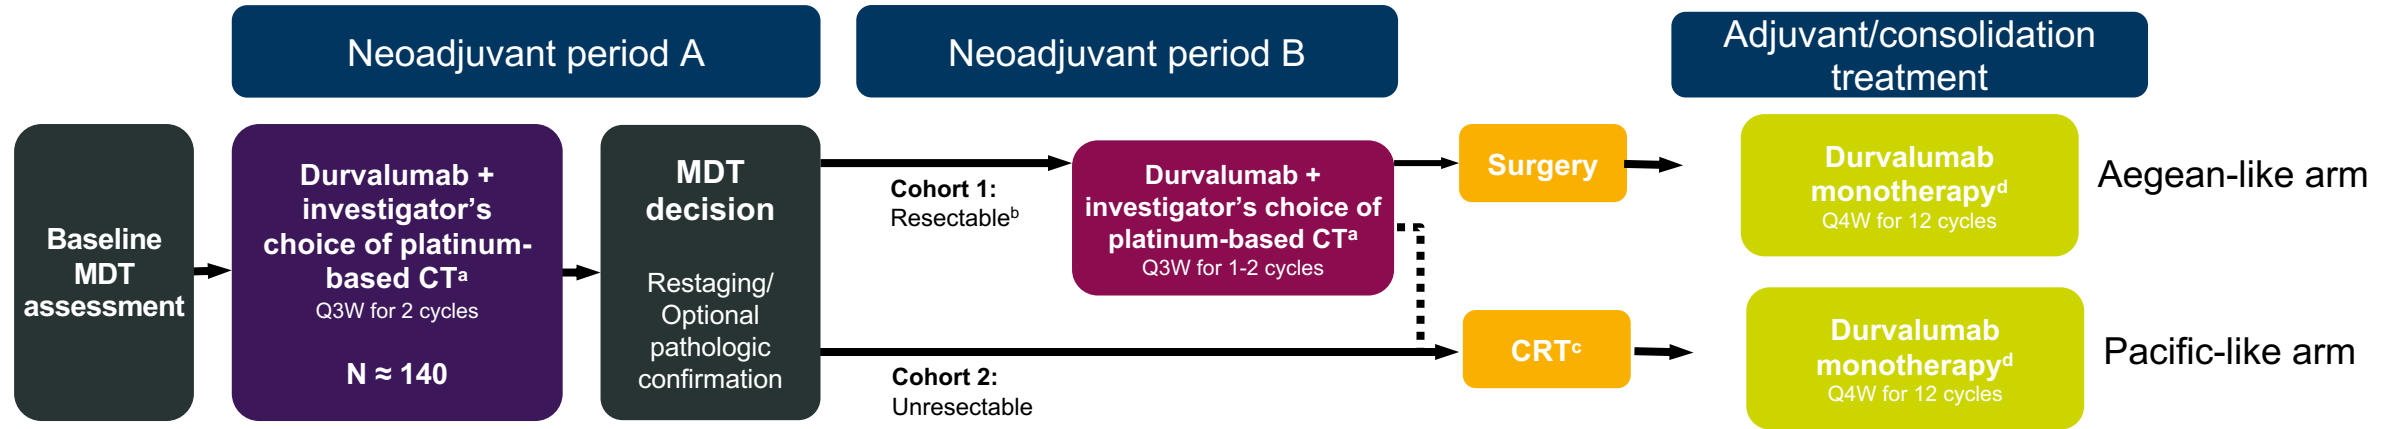 Neoadjuvant period A
Neoadjuvant period B
Adjuvant/consolidation
treatment
Baseline
MDT
assessment
Durvalumab +
investigator’s
choice of platinum-
based CTᵃ
Q3W for 2 cycles
N ≈ 140
MDT
decision
Restaging/
Optional
pathologic
confirmation
Cohort 1:
Resectableᵇ
Durvalumab +
investigator’s choice of
platinum-based CTᵃ
Q3W for 1-2 cycles
Surgery
Durvalumab
monotherapyᵈ
Q4W for 12 cycles
Aegean-like arm
Cohort 2:
Unresectable
CRTᶜ
Durvalumab
monotherapyᵈ
Q4W for 12 cycles
Pacific-like arm